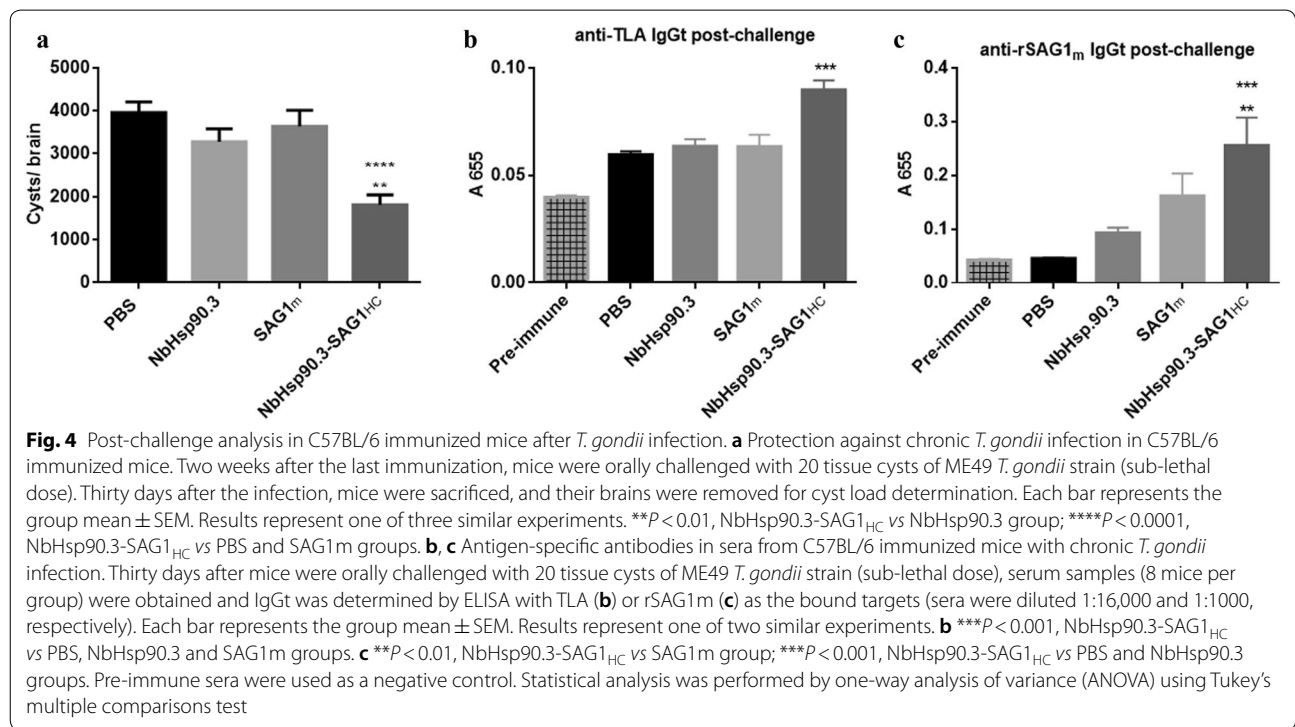 a
5000
4000
3000
2000
1000
0
Cysts/ brain
****
**
PBS
NbHsp90.3
SAG1m
NbHsp90.3-SAG1HC
b
anti-TLA IgGt post-challenge
0.10
0.05
0.00
A 655
***
Pre-immune
PBS
NbHsp90.3
SAG1m
NbHsp90.3-SAG1HC
c
anti-rSAG1m IgGt post-challenge
0.4
0.3
0.2
0.1
0.0
A 655
***
**
Pre-immune
PBS
NbHsp.90.3
SAG1m
NbHsp90.3-SAG1HC
Fig. 4 Post-challenge analysis in C57BL/6 immunized mice after T. gondii infection. a Protection against chronic T. gondii infection in C57BL/6
immunized mice. Two weeks after the last immunization, mice were orally challenged with 20 tissue cysts of ME49 T. gondii strain (sub-lethal
dose). Thirty days after the infection, mice were sacrificed, and their brains were removed for cyst load determination. Each bar represents the
group mean ± SEM. Results represent one of three similar experiments. **P < 0.01, NbHsp90.3-SAG1HC vs NbHsp90.3 group; ****P < 0.0001,
NbHsp90.3-SAG1HC vs PBS and SAG1m groups. b, c Antigen-specific antibodies in sera from C57BL/6 immunized mice with chronic T. gondii
infection. Thirty days after mice were orally challenged with 20 tissue cysts of ME49 T. gondii strain (sub-lethal dose), serum samples (8 mice per
group) were obtained and IgGt was determined by ELISA with TLA (b) or rSAG1m (c) as the bound targets (sera were diluted 1:16,000 and 1:1000,
respectively). Each bar represents the group mean ± SEM. Results represent one of two similar experiments. b ***P < 0.001, NbHsp90.3-SAG1HC
vs PBS, NbHsp90.3 and SAG1m groups. c **P < 0.01, NbHsp90.3-SAG1HC vs SAG1m group; ***P < 0.001, NbHsp90.3-SAG1HC vs PBS and NbHsp90.3
groups. Pre-immune sera were used as a negative control. Statistical analysis was performed by one-way analysis of variance (ANOVA) using Tukey's
multiple comparisons test